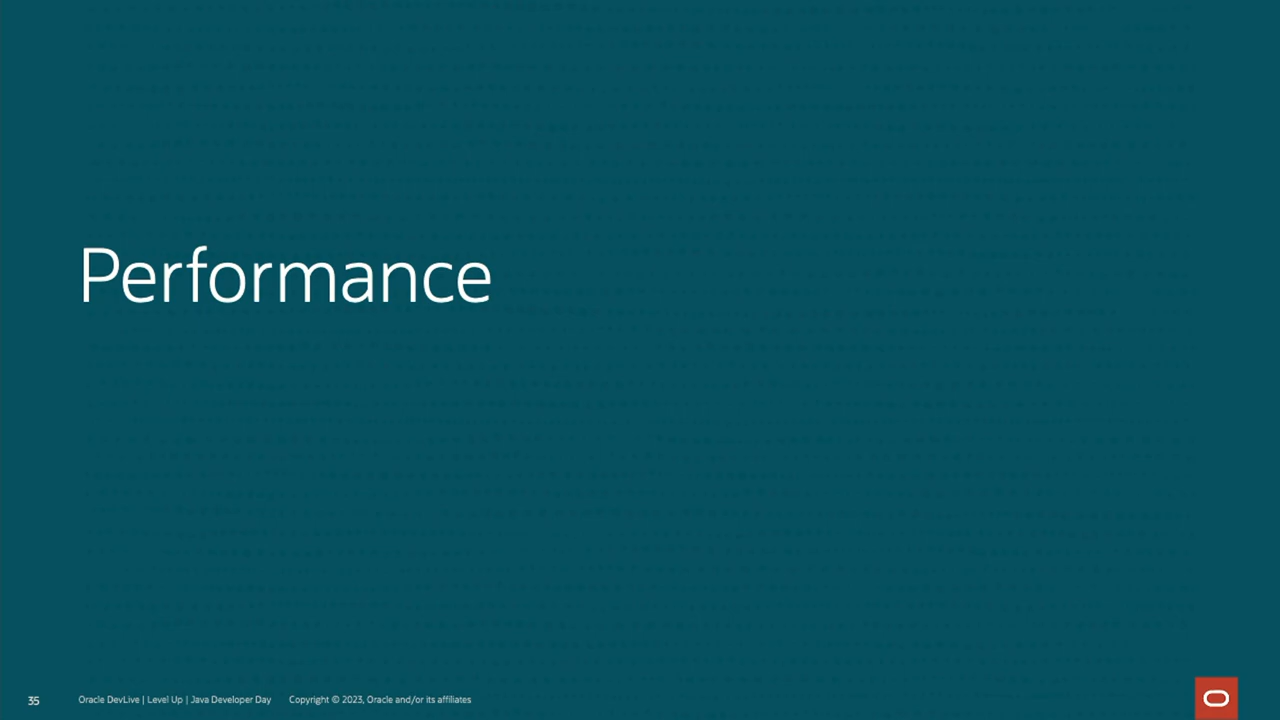 Performance
35 Oracle DevLive | Level Up | Java Developer Day Copyright © 2023, Oracle and/or its affiliates